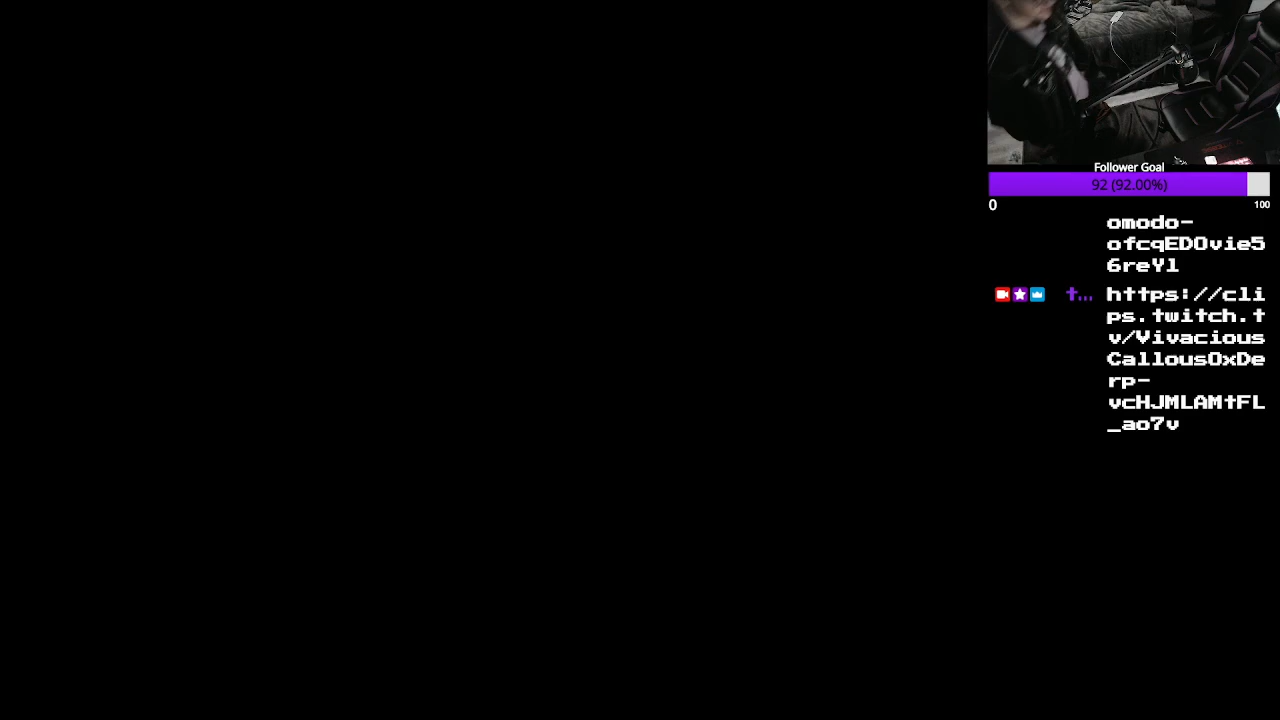 Follower Goal
92 (92.00%)
0
100
omodo-
ofcqEDOvie5
6reYl
t... https://cli
ps.twitch.t
v/Vivacious
CallousOxDe
rp-
vcHJMLAMtFL
_ao7v